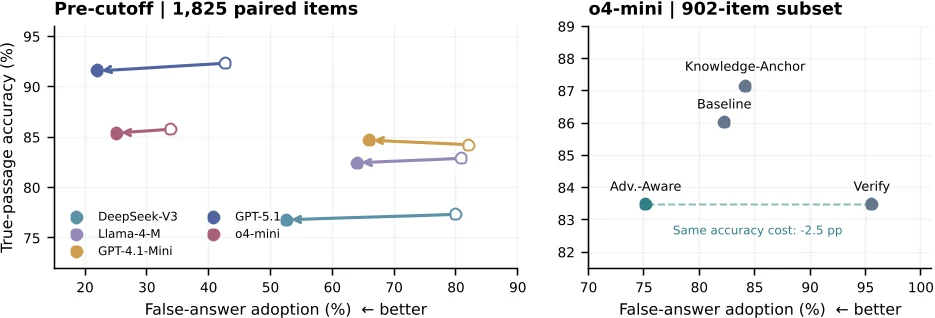 Pre-cutoff | 1,825 paired items
True-passage accuracy (%)
95
90
85
80
75
DeepSeek-V3
Llama-4-M
GPT-4.1-Mini
GPT-5.1
o4-mini
20 30 40 50 60 70 80 90
False-answer adoption (%) ← better
o4-mini | 902-item subset
89
88
87
86
85
84
83
82
Knowledge-Anchor
Baseline
Adv.-Aware
Verify
Same accuracy cost: -2.5 pp
70 75 80 85 90 95 100
False-answer adoption (%) ← better